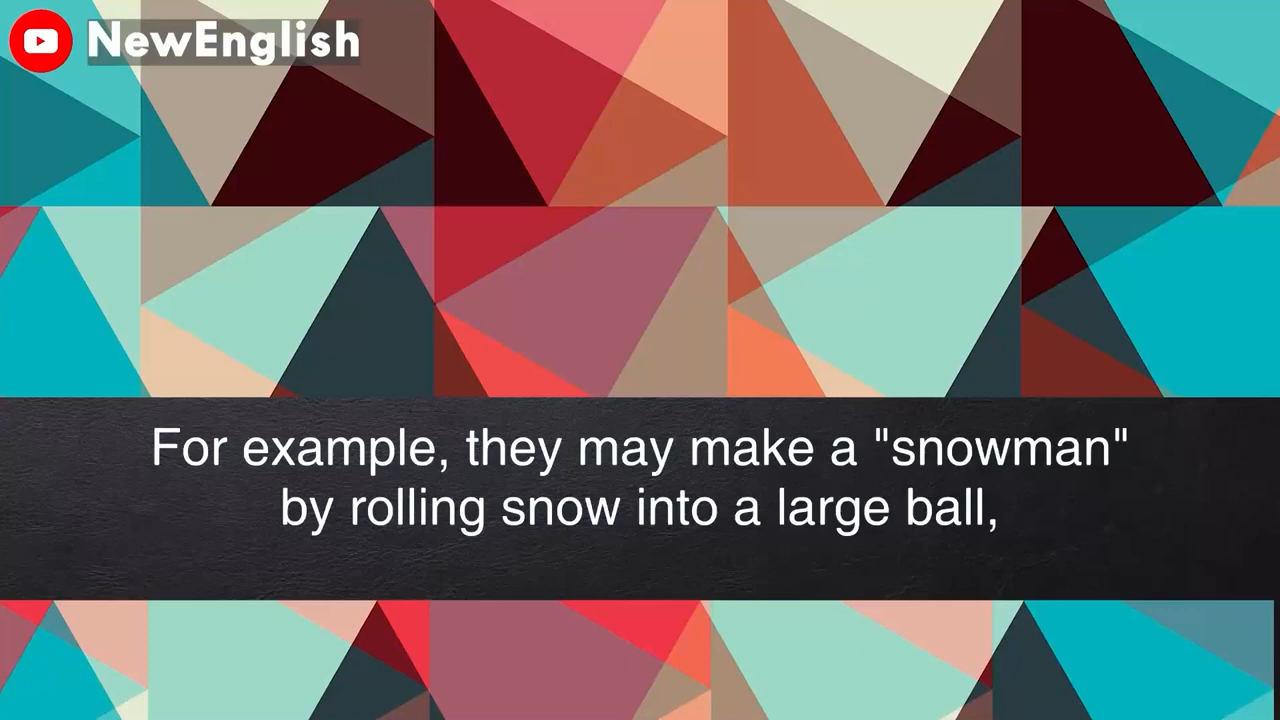 NewEnglish
For example, they may make a "snowman"
by rolling snow into a large ball,